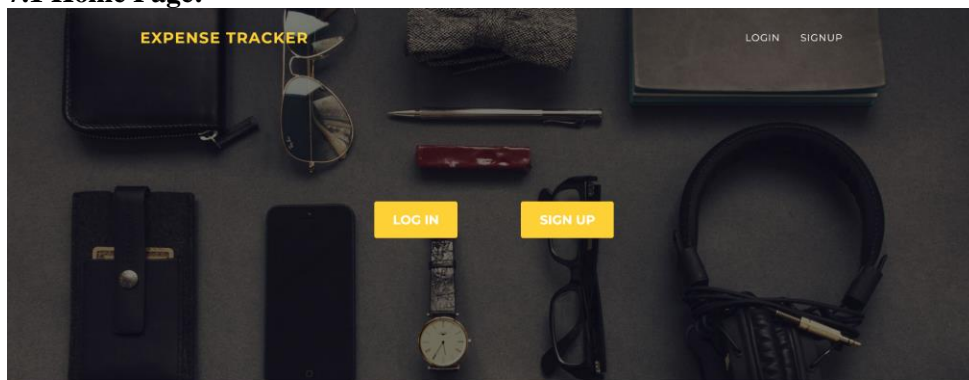 7.1 Home Page:
EXPENSE TRACKER
LOGIN SIGNUP
LOG IN
SIGN UP